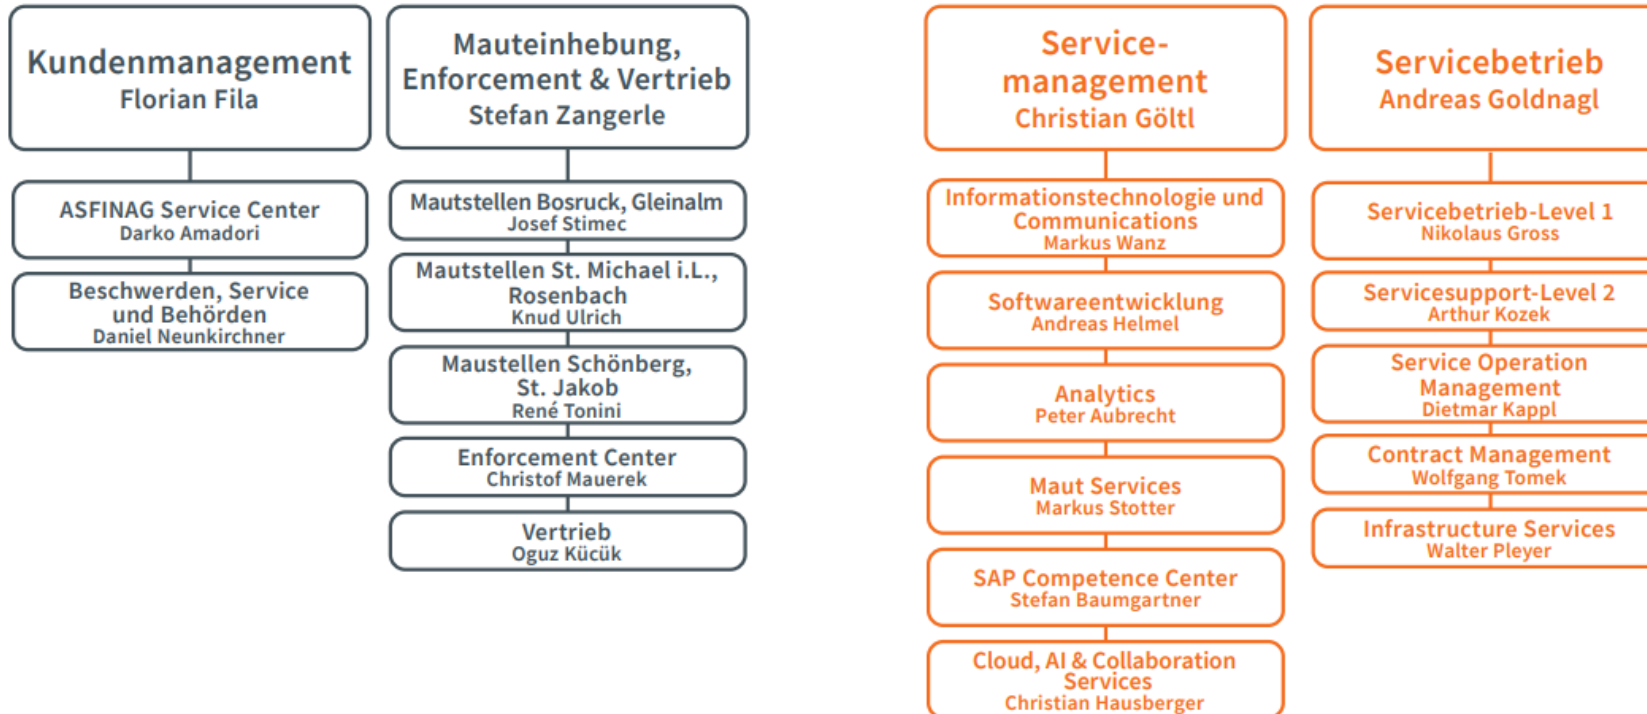 Kundenmanagement
Florian Fila
ASFINAG Service Center
Darko Amadori
Beschwerden, Service
und Behörden
Daniel Neunkirchner
Mauteinhebung,
Enforcement & Vertrieb
Stefan Zangerle
Mautstellen Bosruck, Gleinalm
Josef Stimec
Mautstellen St. Michael i.L.,
Rosenbach
Knud Ulrich
Maustellen Schönberg,
St. Jakob
René Tonini
Enforcement Center
Christof Mauerek
Vertrieb
Oguz Kücük
Service-
management
Christian Göltl
Informationstechnologie und
Communications
Markus Wanz
Softwareentwicklung
Andreas Helmel
Analytics
Peter Aubrecht
Maut Services
Markus Stotter
SAP Competence Center
Stefan Baumgartner
Cloud, AI & Collaboration
Services
Christian Hausberger
Servicebetrieb
Andreas Goldnagl
Servicebetrieb-Level 1
Nikolaus Gross
Servicesupport-Level 2
Arthur Kozek
Service Operation
Management
Dietmar Kappl
Contract Management
Wolfgang Tomek
Infrastructure Services
Walter Pleyer